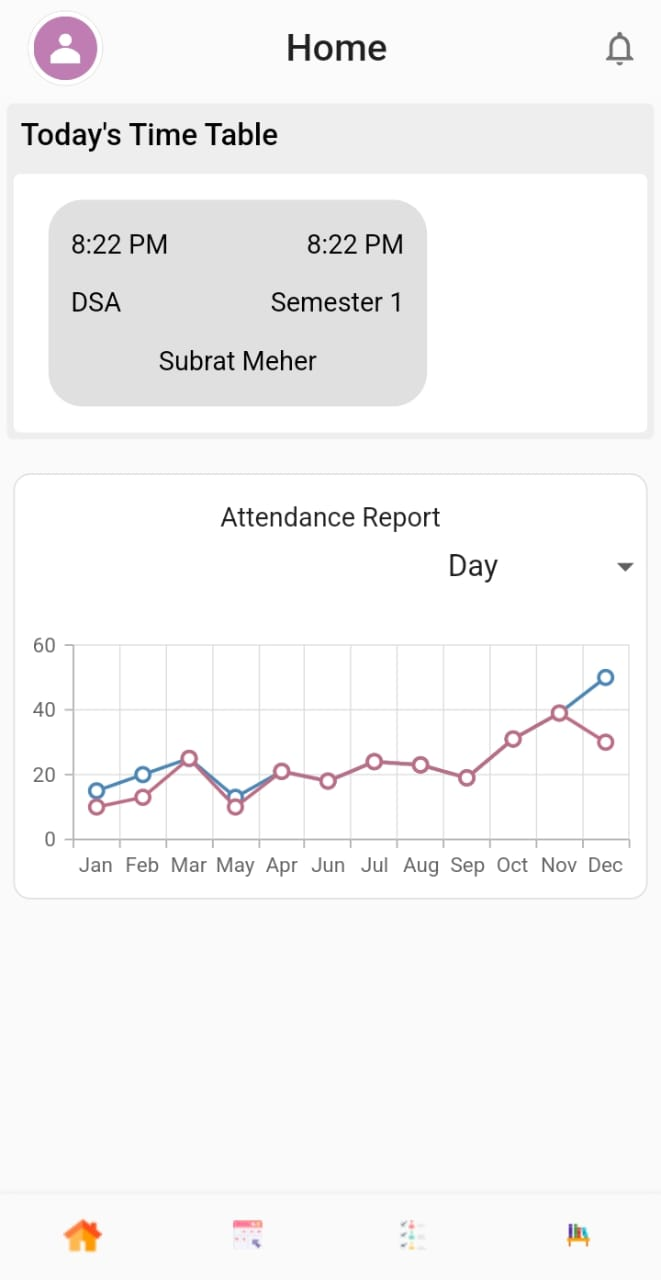 Home
Today's Time Table
8:22 PM 8:22 PM
DSA Semester 1
Subrat Meher
Attendance Report
Day
60
40
20
0
Jan Feb Mar May Apr Jun Jul Aug Sep Oct Nov Dec